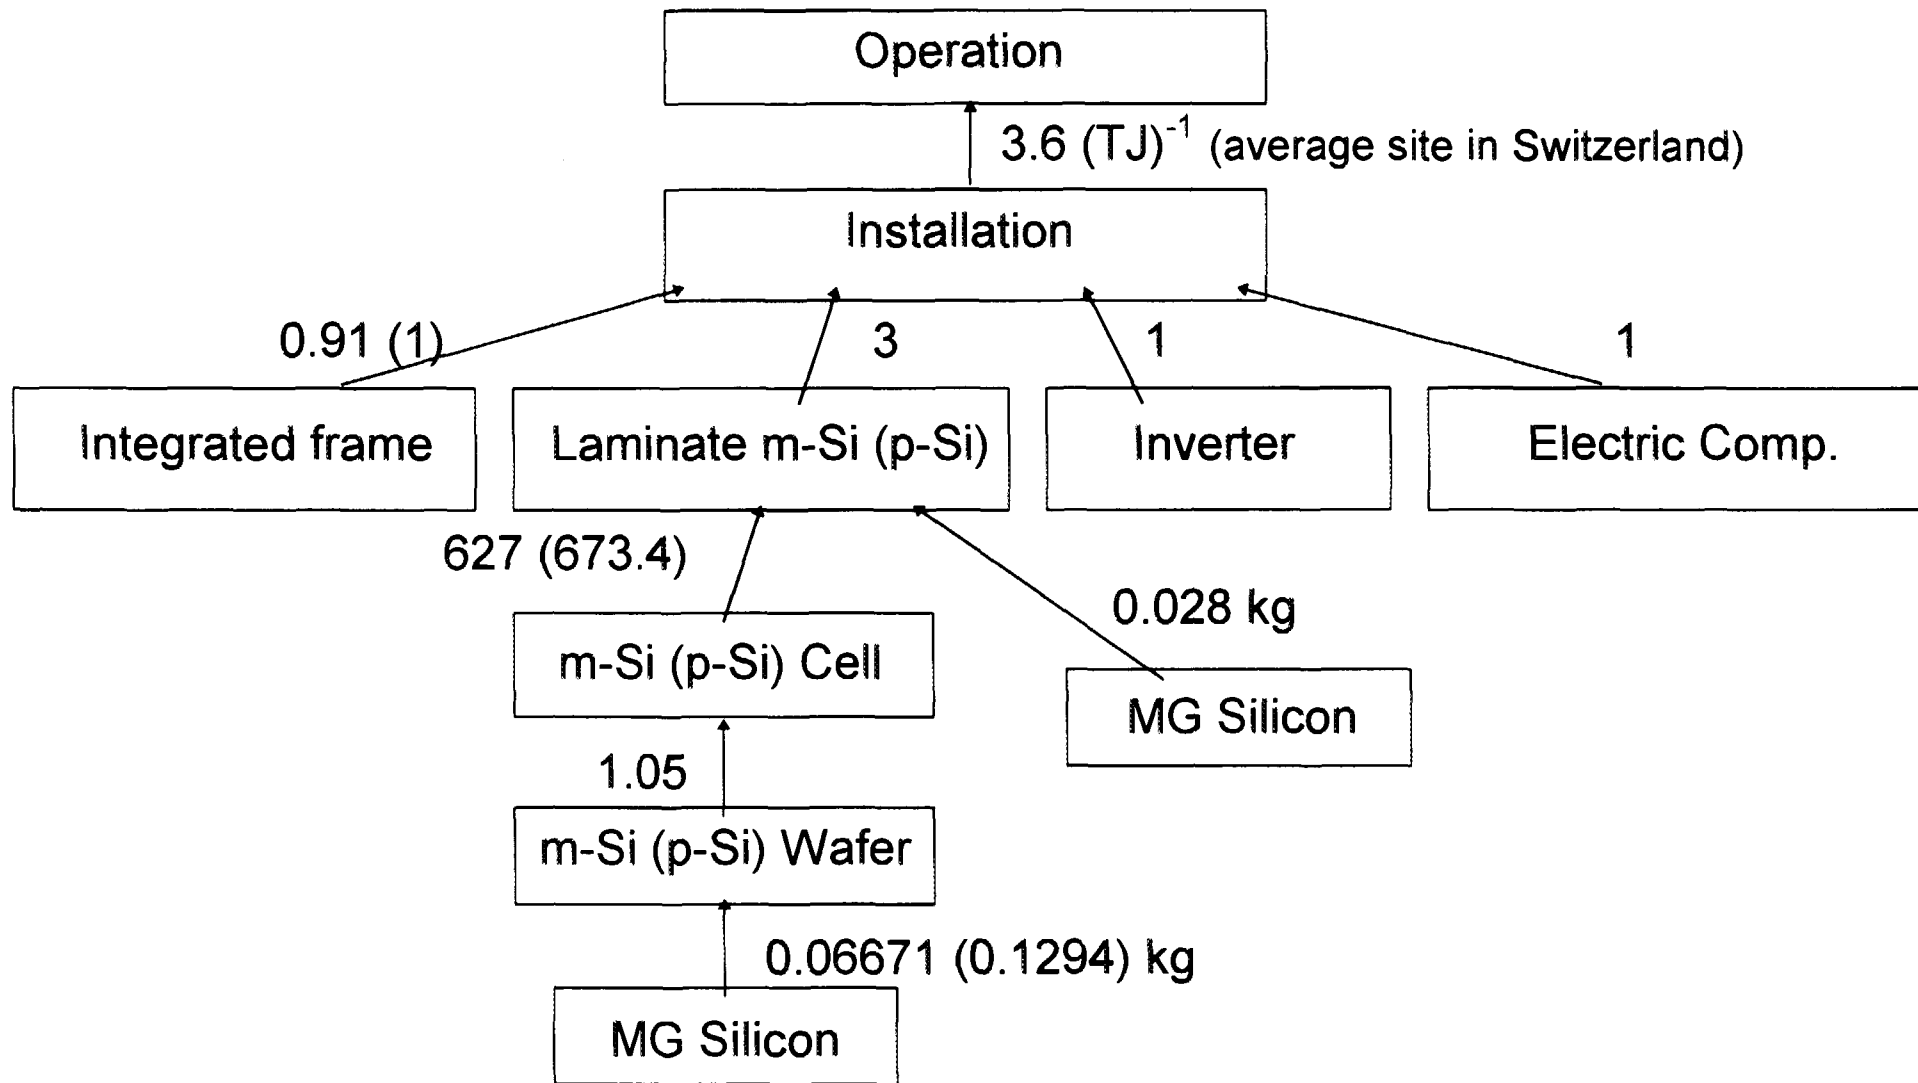 Operation
3.6 (TJ)⁻¹ (average site in Switzerland)
Installation
0.91 (1)
3
1
1
Integrated frame
Laminate m-Si (p-Si)
Inverter
Electric Comp.
627 (673.4)
0.028 kg
m-Si (p-Si) Cell
MG Silicon
1.05
m-Si (p-Si) Wafer
0.06671 (0.1294) kg
MG Silicon